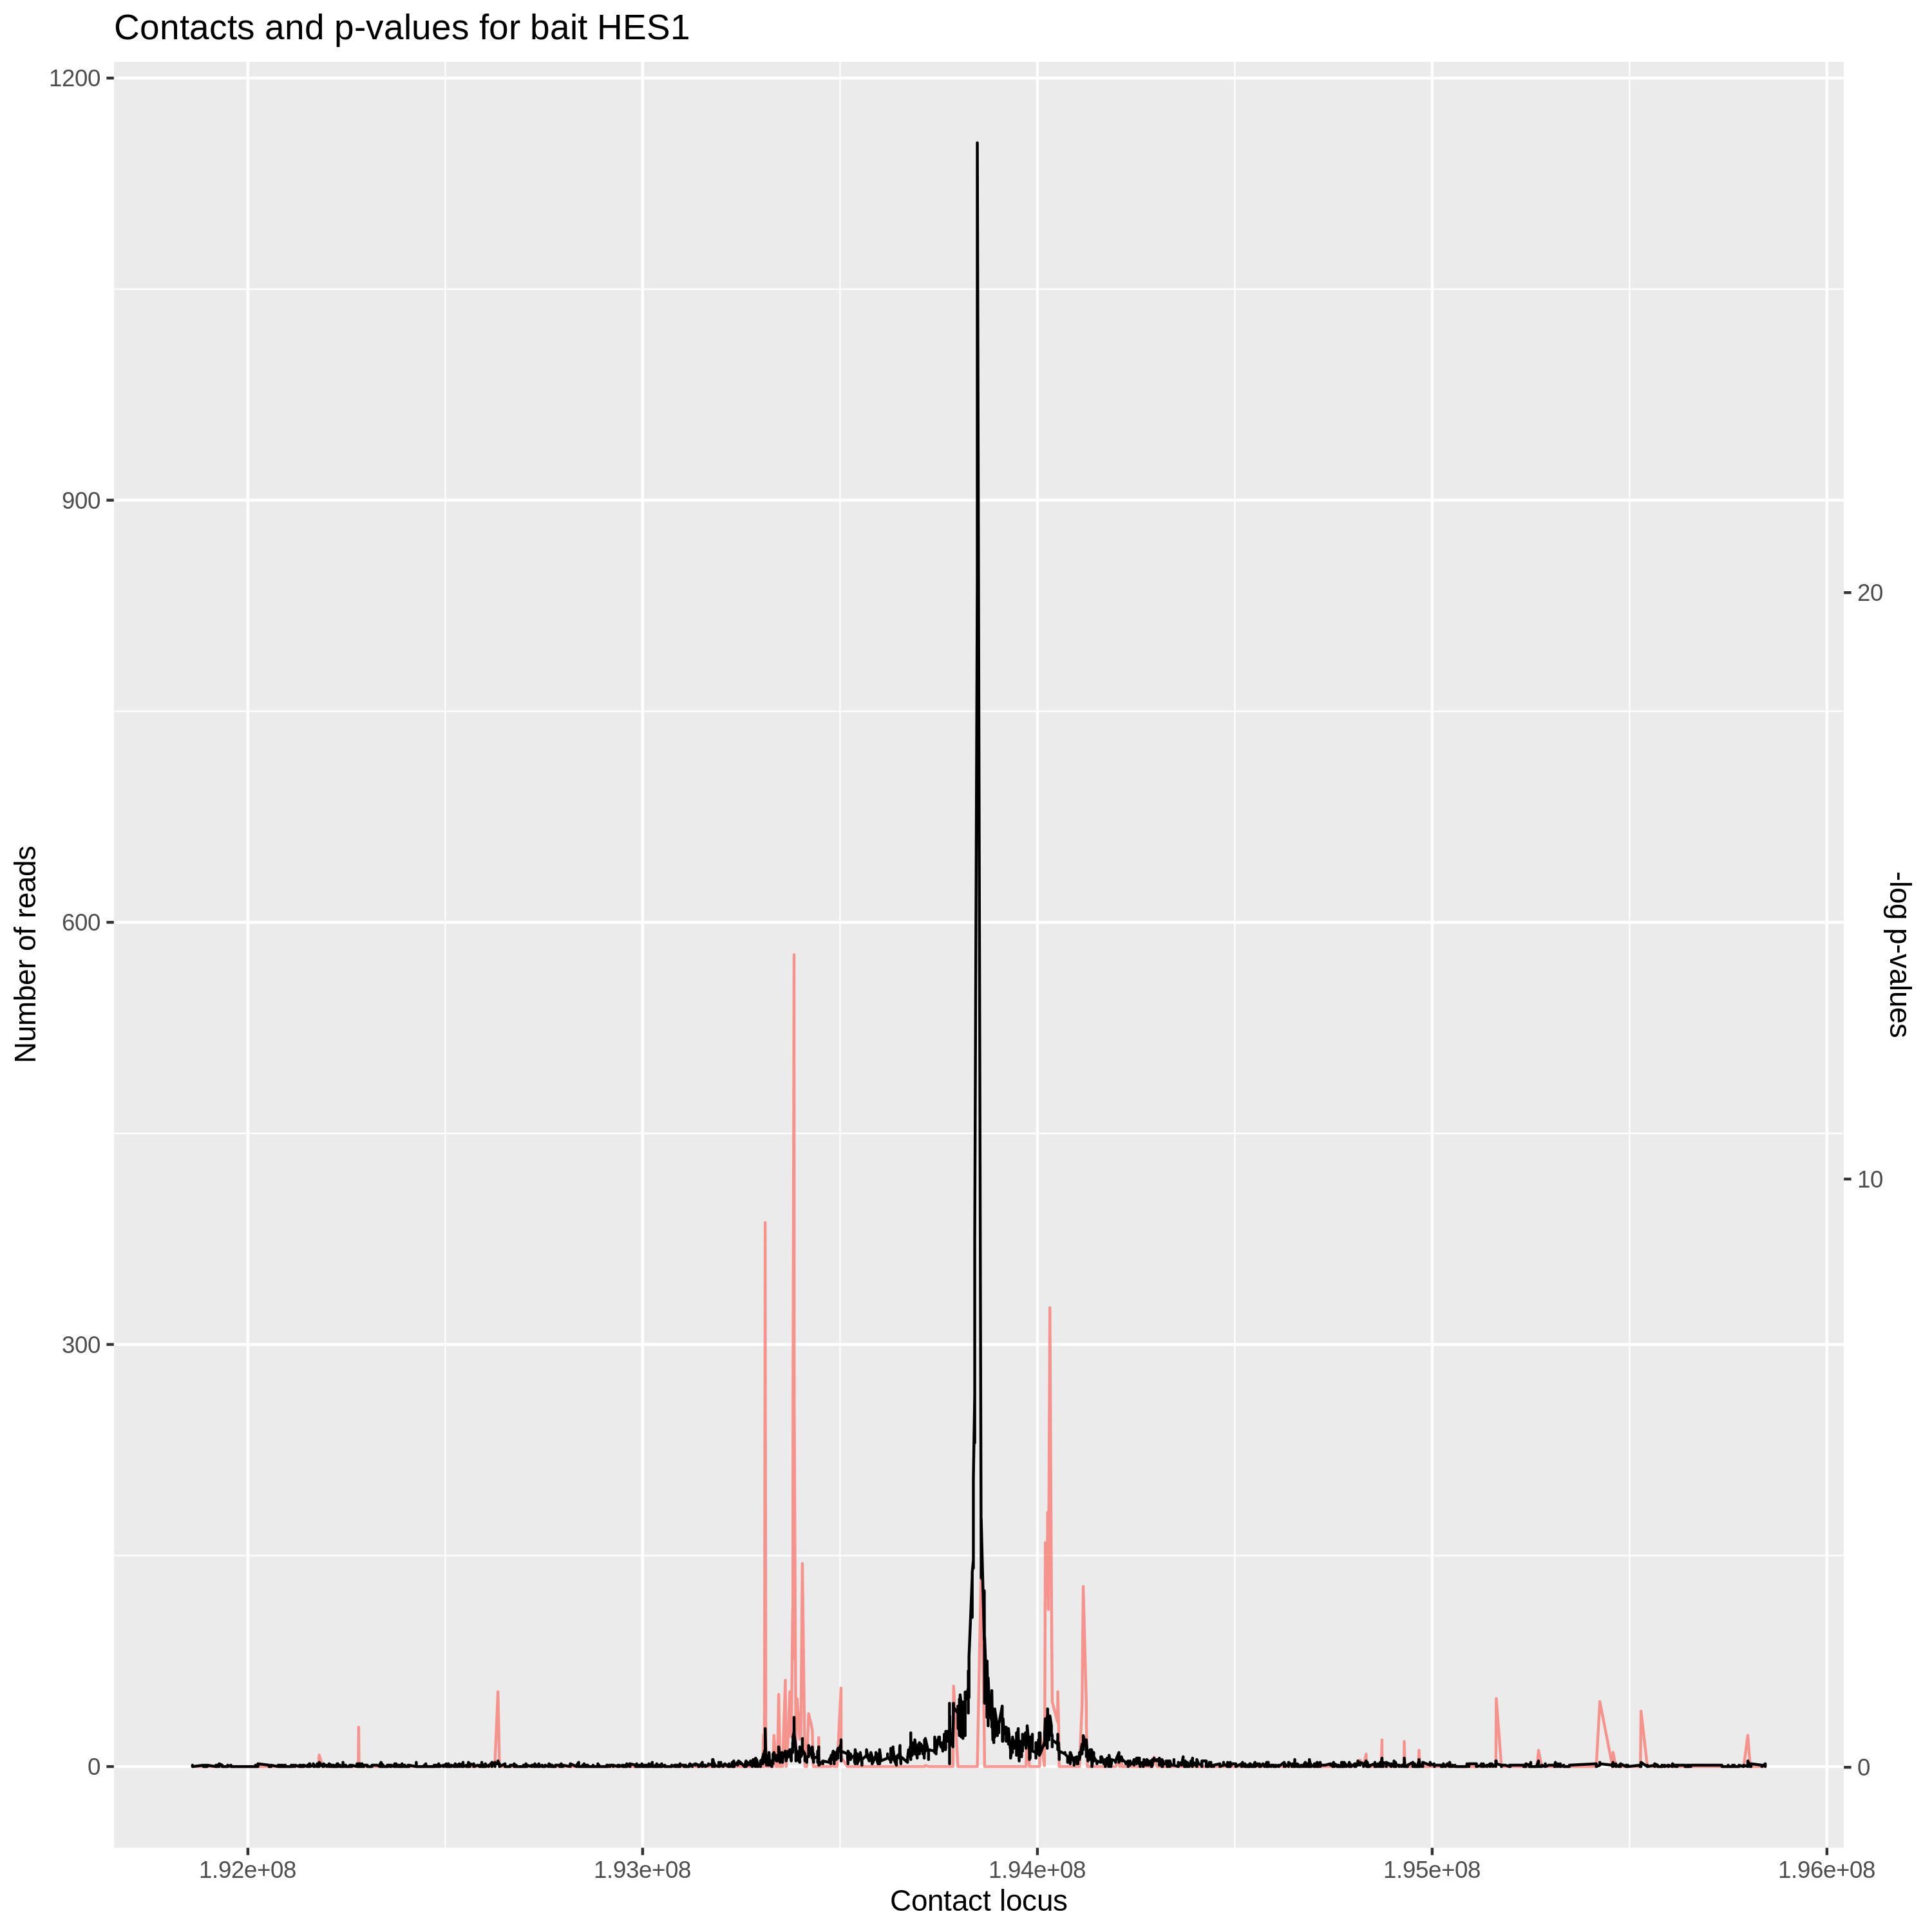 Contacts and p-values for bait HES1
1200
900
600
300
0
Number of reads
20
10
0
-log p-values
1.92e+08
1.93e+08
1.94e+08
1.95e+08
1.96e+08
Contact locus